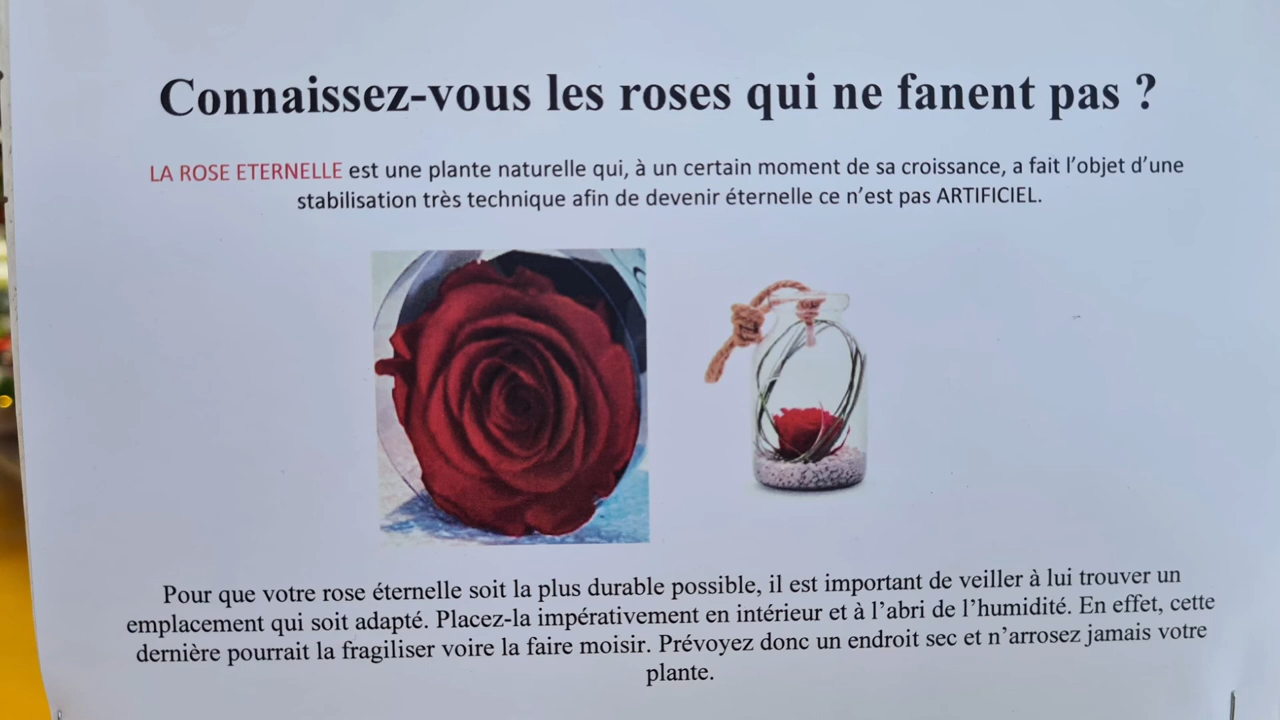 Connaissez-vous les roses qui ne fanent pas ?
LA ROSE ETERNELLE est une plante naturelle qui, à un certain moment de sa croissance, a fait l’objet d’une
stabilisation très technique afin de devenir éternelle ce n’est pas ARTIFICIEL.
Pour que votre rose éternelle soit la plus durable possible, il est important de veiller à lui trouver un
emplacement qui soit adapté. Placez-la impérativement en intérieur et à l’abri de l’humidité. En effet, cette
dernière pourrait la fragiliser voire la faire moisir. Prévoyez donc un endroit sec et n’arrosez jamais votre
plante.